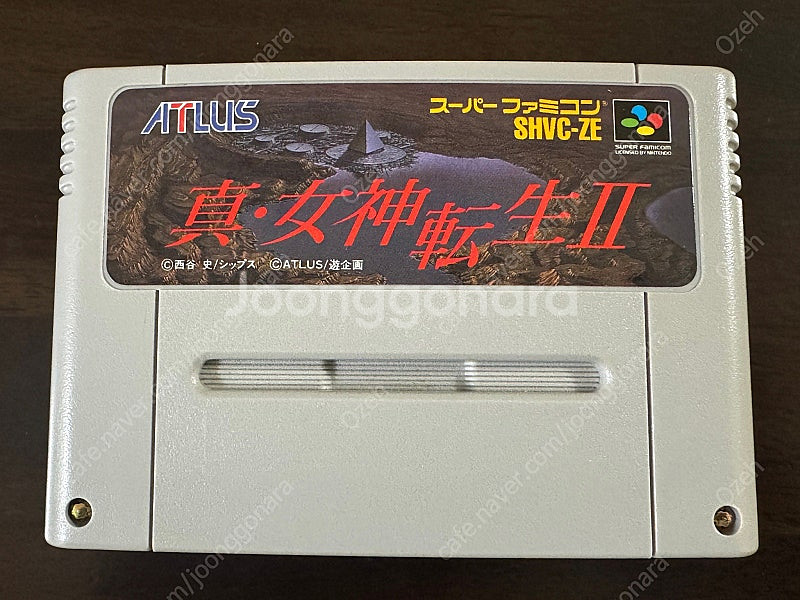 ATLUS
スーパーファミコン®
SHVC-ZE
SUPER FAMICOM
LICENSED BY NINTENDO
真・女神転生II
©西谷 史/シップス ©ATLUS/遊企画
Joonggonara
Ozeh
cafe.naver.com/joonggonara